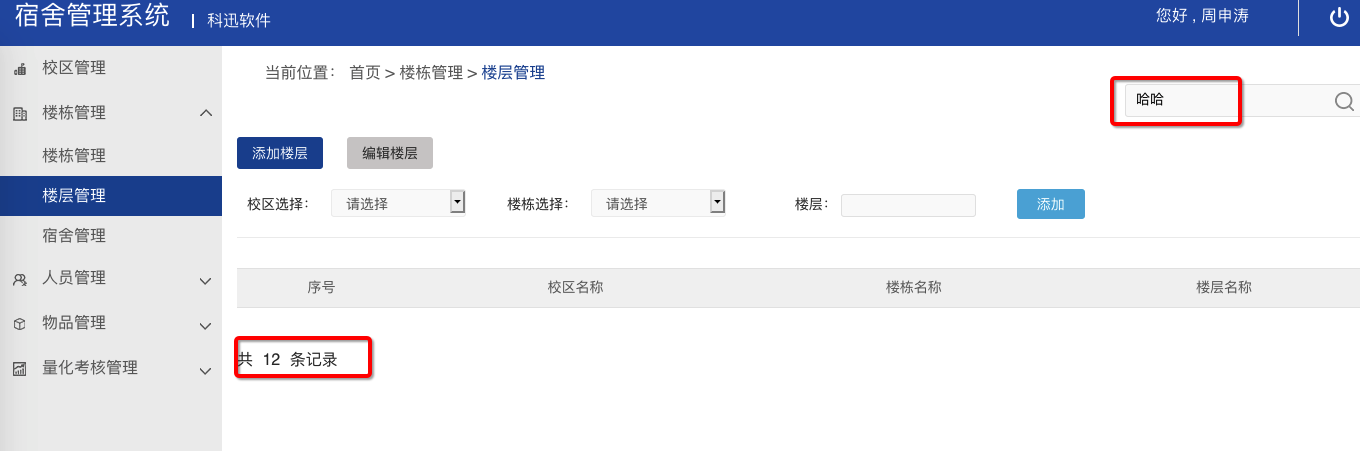 宿舍管理系统 | 科迅软件
您好 , 周申涛
校区管理
楼栋管理
楼栋管理
楼层管理
宿舍管理
人员管理
物品管理
量化考核管理
当前位置: 首页 > 楼栋管理 > 楼层管理
哈哈
添加楼层 编辑楼层
校区选择: 请选择 楼栋选择: 请选择 楼层: 添加
序号 校区名称 楼栋名称 楼层名称
共 12 条记录